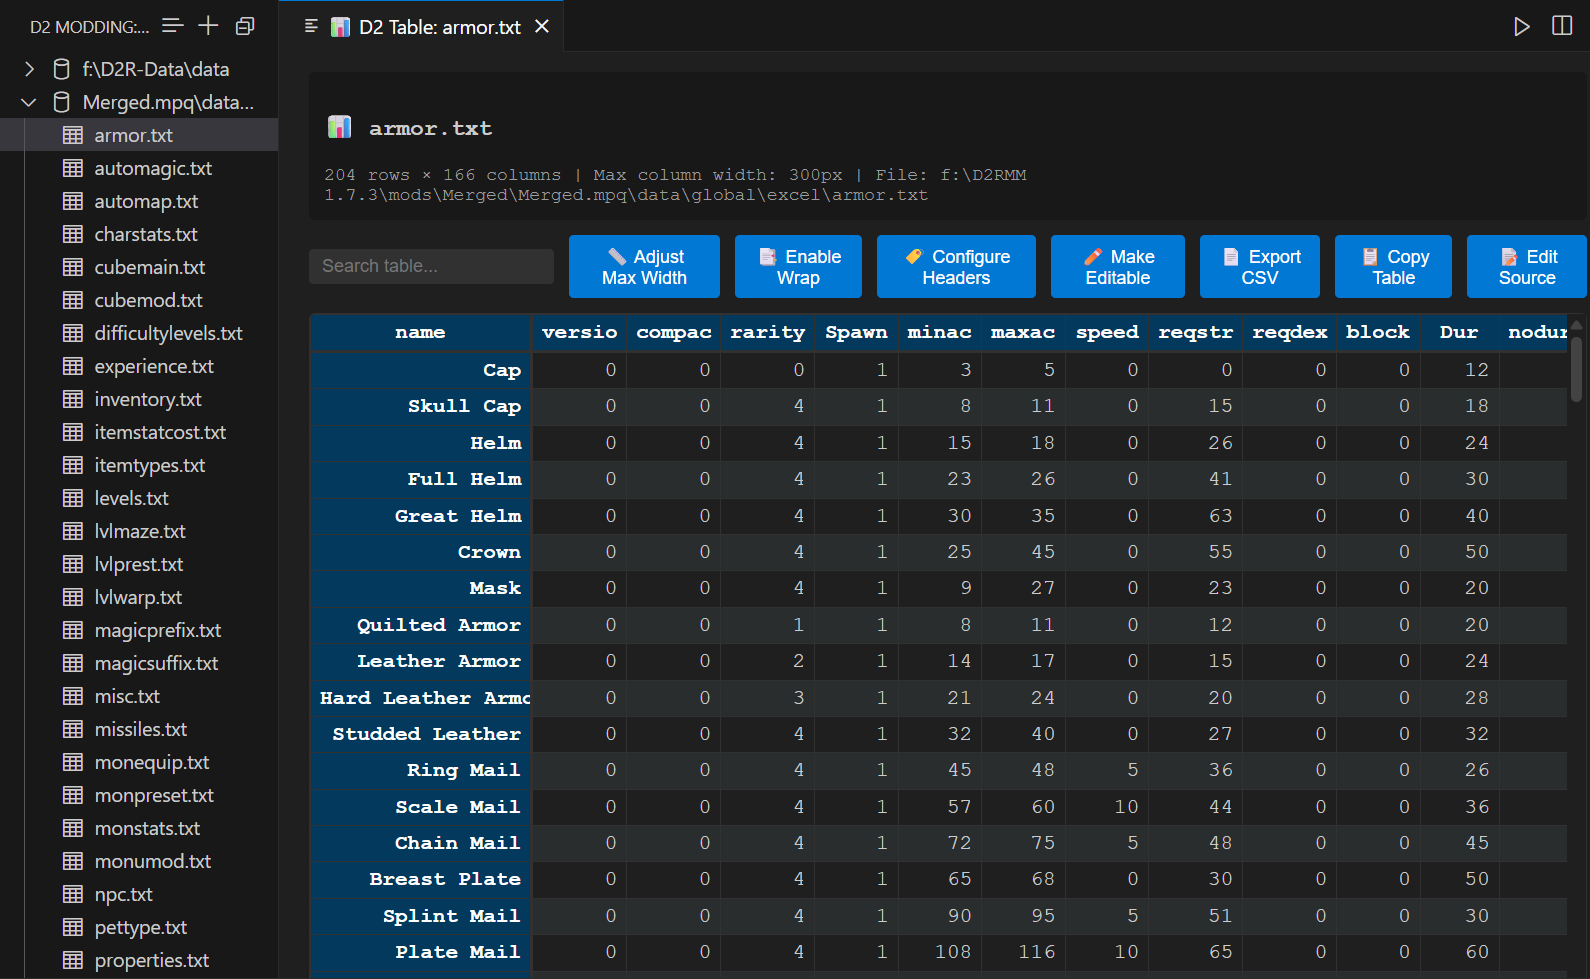 D2 MODDING:...
f:\D2R-Data\data
Merged.mpq\data...
armor.txt
automagic.txt
automap.txt
charstats.txt
cubemain.txt
cubemod.txt
difficultylevels.txt
experience.txt
inventory.txt
itemstatcost.txt
itemtypes.txt
levels.txt
lvlmaze.txt
lvlprest.txt
lvlwarp.txt
magicprefix.txt
magicsuffix.txt
misc.txt
missiles.txt
monequip.txt
monpreset.txt
monstats.txt
monumod.txt
npc.txt
pettype.txt
properties.txt
D2 Table: armor.txt
armor.txt
204 rows × 166 columns | Max column width: 300px | File: f:\D2RMM
1.7.3\mods\Merged\Merged.mpq\data\global\excel\armor.txt
Search table...
Adjust
Max Width
Enable
Wrap
Configure
Headers
Make
Editable
Export
CSV
Copy
Table
Edit
Source
name versio compac rarity Spawn minac maxac speed reqstr reqdex block Dur nodur
Cap 0 0 0 1 3 5 0 0 0 0 12
Skull Cap 0 0 4 1 8 11 0 15 0 0 18
Helm 0 0 4 1 15 18 0 26 0 0 24
Full Helm 0 0 4 1 23 26 0 41 0 0 30
Great Helm 0 0 4 1 30 35 0 63 0 0 40
Crown 0 0 4 1 25 45 0 55 0 0 50
Mask 0 0 4 1 9 27 0 23 0 0 20
Quilted Armor 0 0 1 1 8 11 0 12 0 0 20
Leather Armor 0 0 2 1 14 17 0 15 0 0 24
Hard Leather Armo 0 0 3 1 21 24 0 20 0 0 28
Studded Leather 0 0 4 1 32 40 0 27 0 0 32
Ring Mail 0 0 4 1 45 48 5 36 0 0 26
Scale Mail 0 0 4 1 57 60 10 44 0 0 36
Chain Mail 0 0 4 1 72 75 5 48 0 0 45
Breast Plate 0 0 4 1 65 68 0 30 0 0 50
Splint Mail 0 0 4 1 90 95 5 51 0 0 30
Plate Mail 0 0 4 1 108 116 10 65 0 0 60